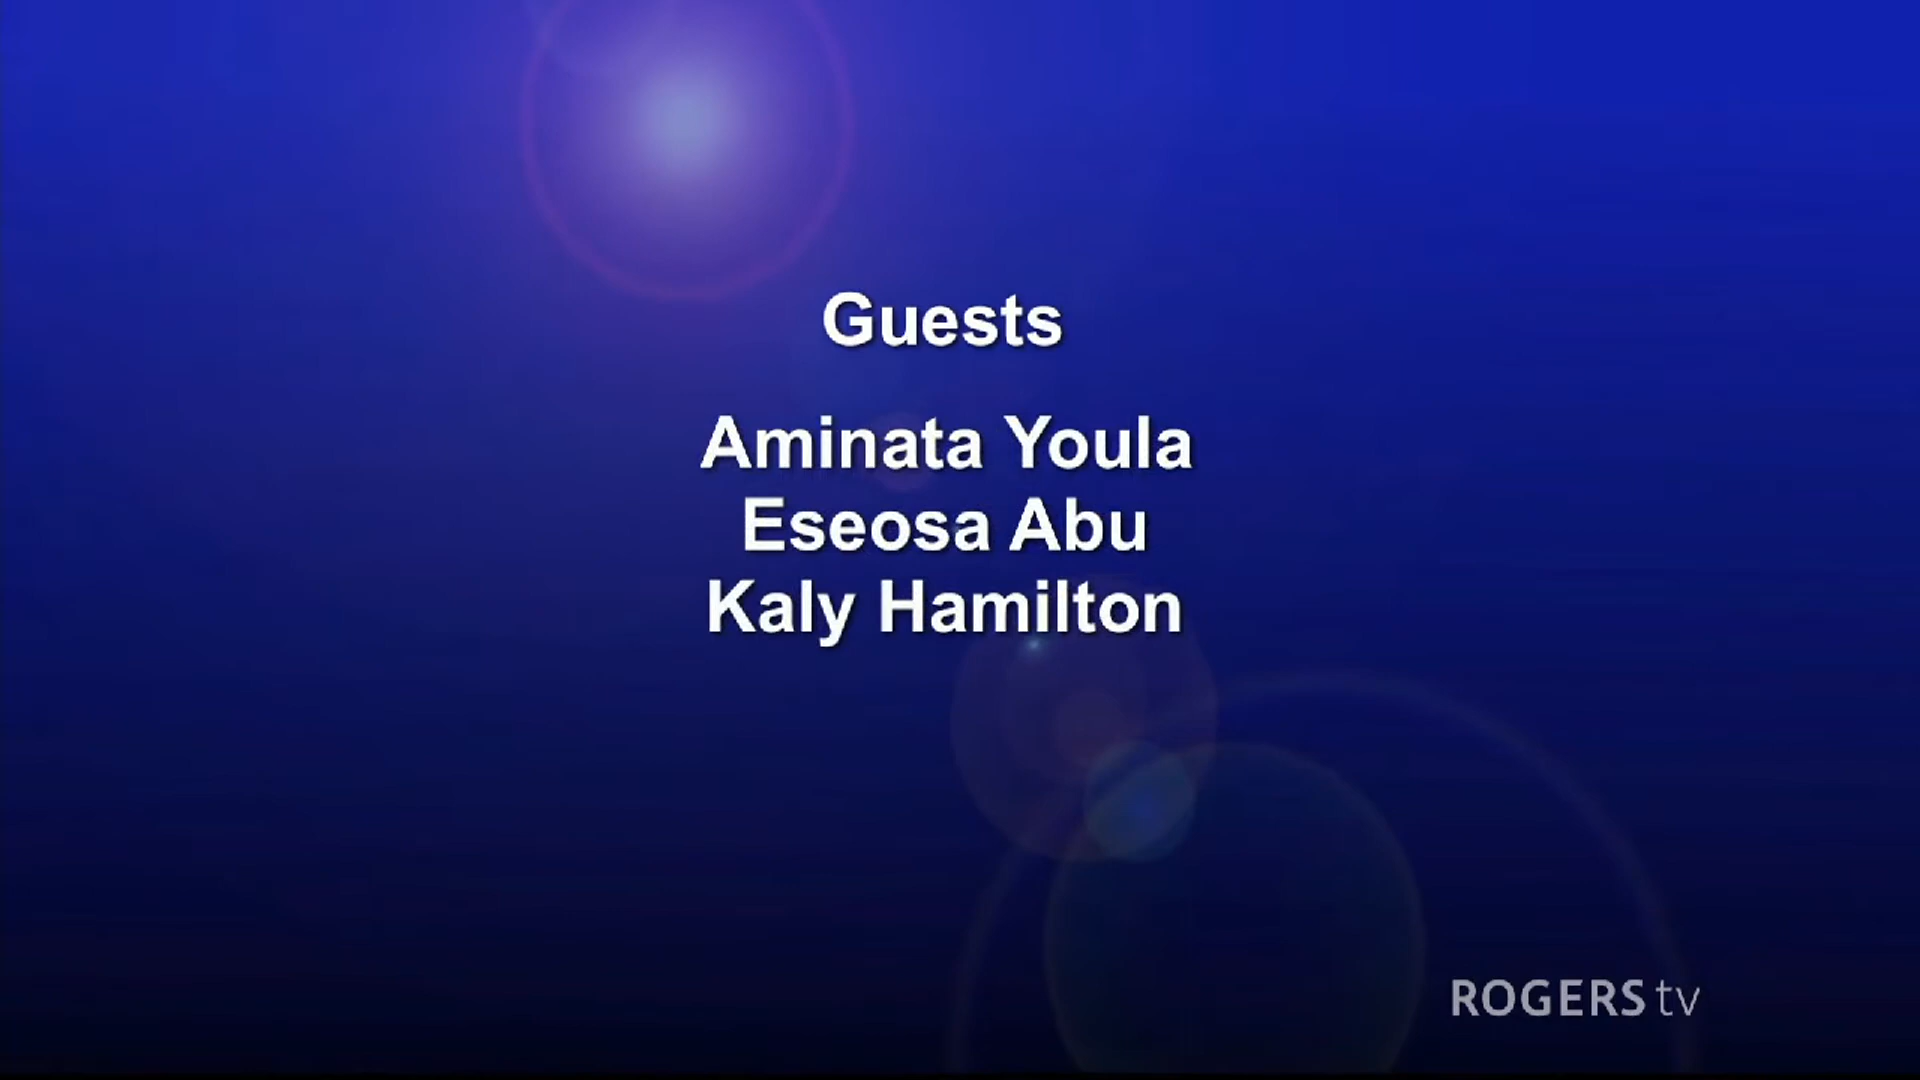 Guests
Aminata Youla
Eseosa Abu
Kaly Hamilton
ROGERS tv